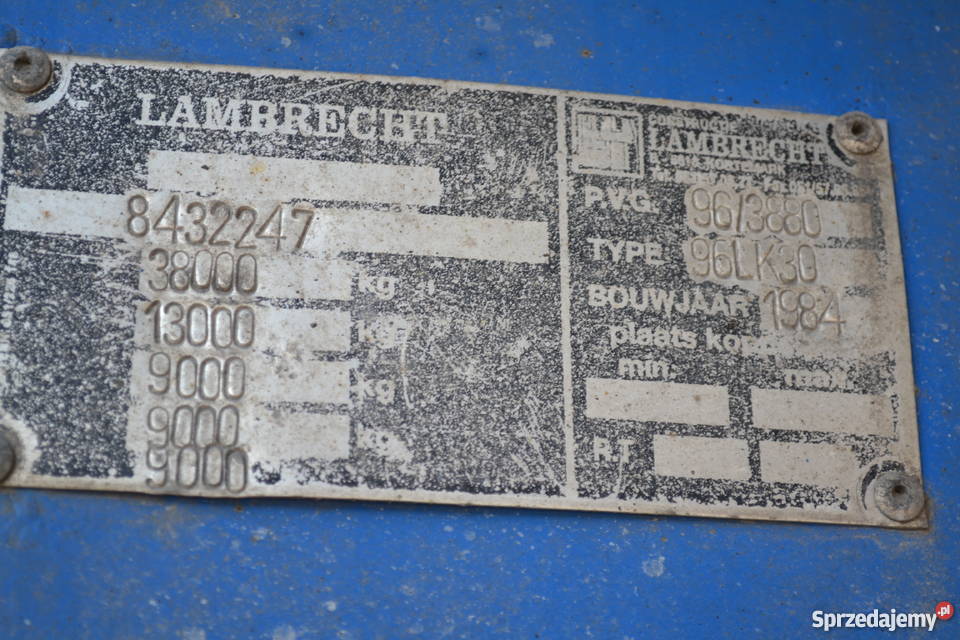 LAMBRECHT
8432247
38000 kg
13000 kg
9000 kg
9000 kg
9000
LAMBRECHT
P.V.G. 96/3880
TYPE 96LK30
BOUWJAAR 1984
plaats
min. max.
R.T
Sprzedajemy.pl